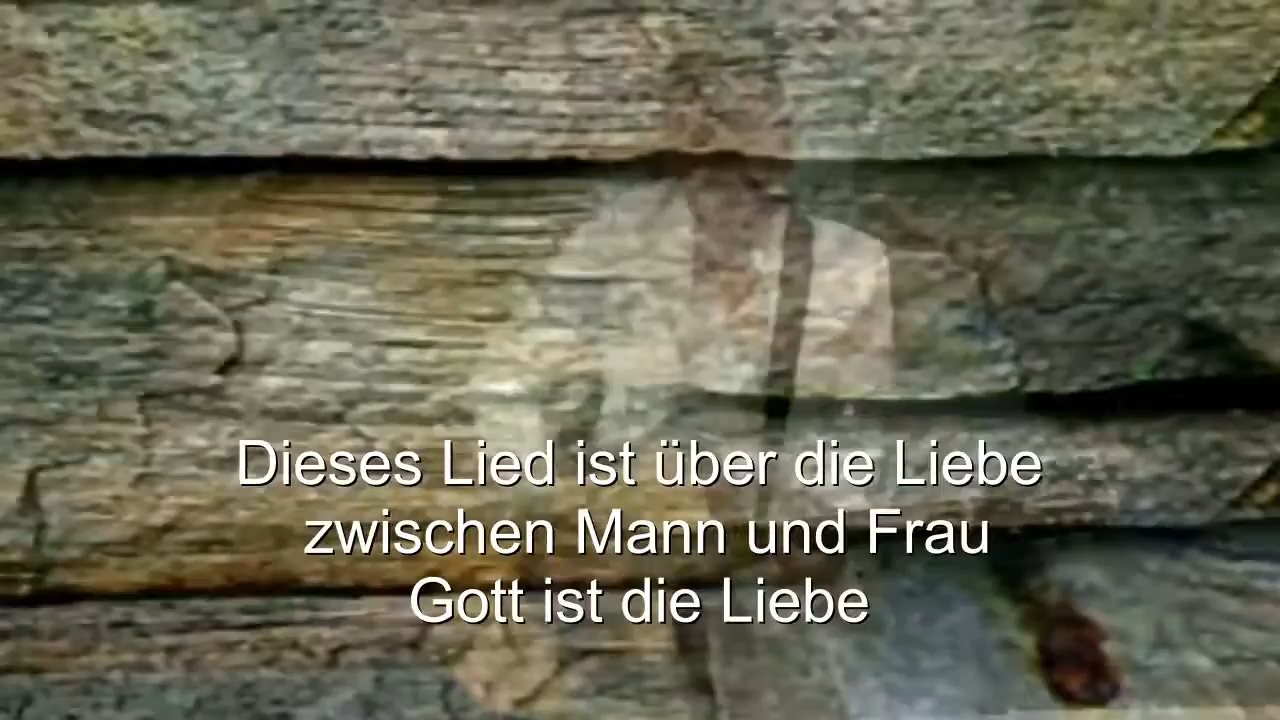 Dieses Lied ist über die Liebe
zwischen Mann und Frau
Gott ist die Liebe